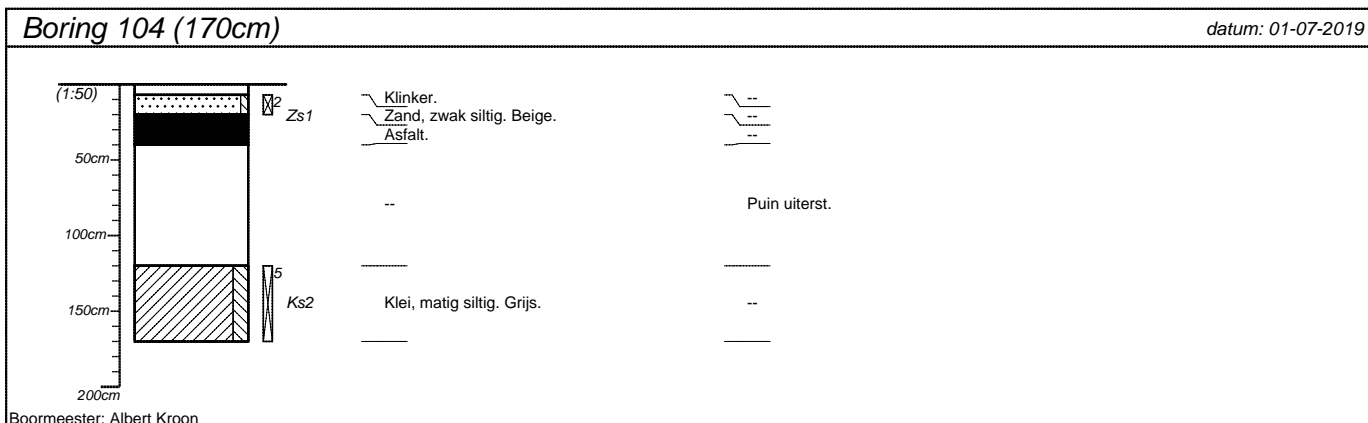 Boring 104 (170cm) datum: 01-07-2019
(1:50) 2 Klinker. --
Zs1 Zand, zwak siltig. Beige. --
Asfalt. --
50cm
-- Puin uiterst.
100cm
5
Ks2 Klei, matig siltig. Grijs. --
150cm
200cm
Boormeester: Albert Kroon